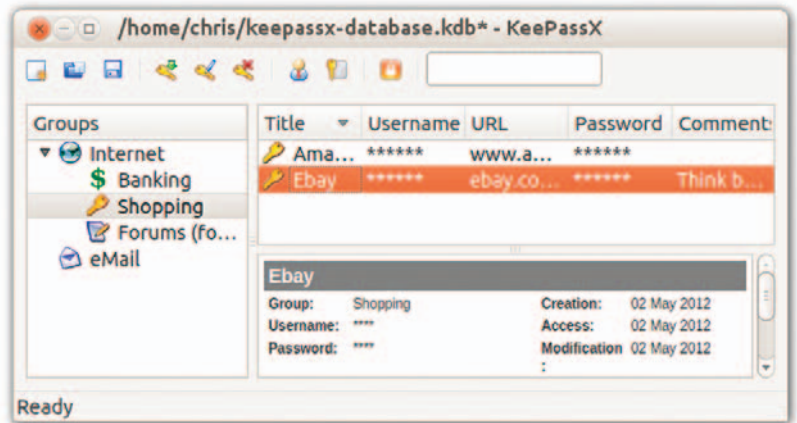 /home/chris/keepassx-database.kdb* - KeePassX
Groups
Internet
$ Banking
Shopping
Forums (fo...
eMail
Title Username URL Password Comment:
Ama... ****** www.a... ******
Ebay ****** ebay.co... ****** Think b...
Ebay
Group: Shopping Creation: 02 May 2012
Username: **** Access: 02 May 2012
Password: **** Modification 02 May 2012
:
Ready